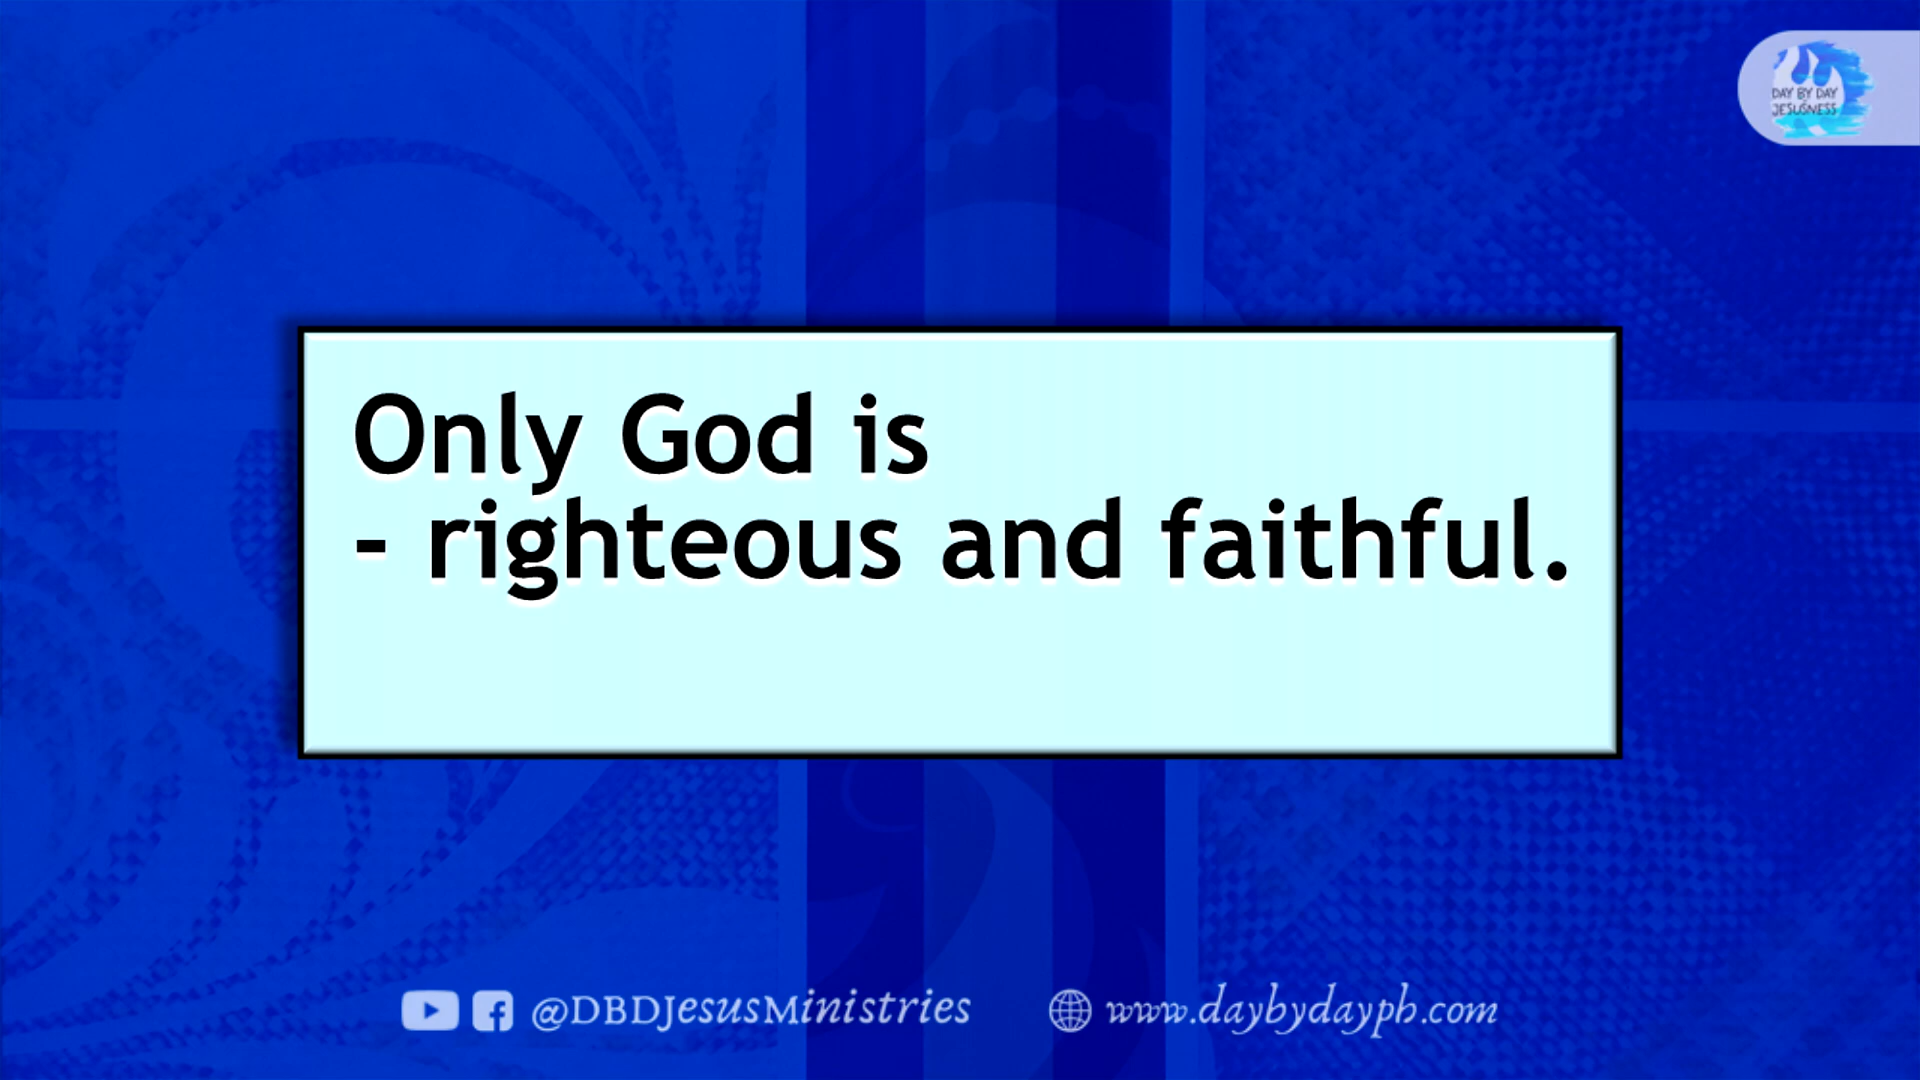 DAY BY DAY
JESUSNESS
Only God is
- righteous and faithful.
@DBDJesusMinistries
www.daybydayph.com